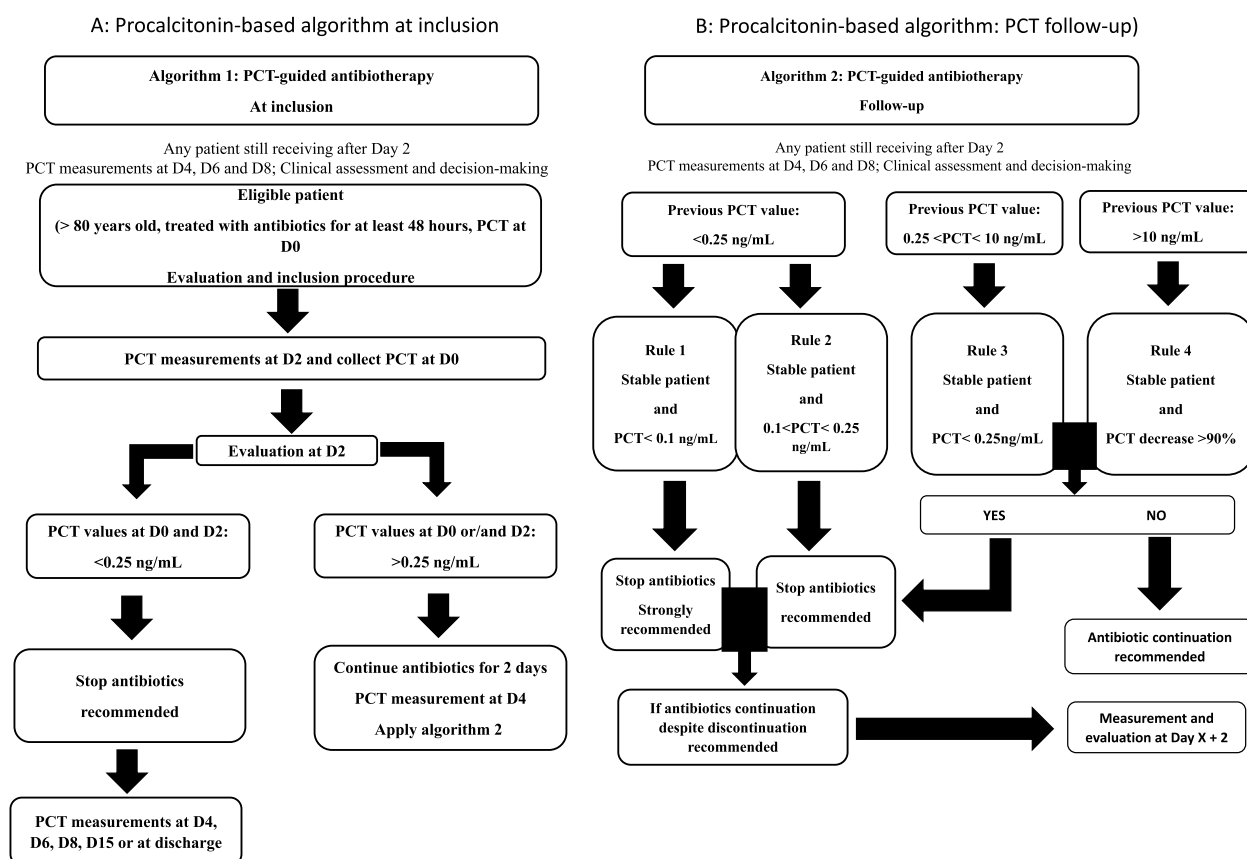 A: Procalcitonin-based algorithm at inclusion
Algorithm 1: PCT-guided antibiotherapy
At inclusion
Any patient still receiving after Day 2
PCT measurements at D4, D6 and D8; Clinical assessment and decision-making
Eligible patient
(> 80 years old, treated with antibiotics for at least 48 hours, PCT at
D0
Evaluation and inclusion procedure
PCT measurements at D2 and collect PCT at D0
Evaluation at D2
PCT values at D0 and D2:
<0.25 ng/mL
PCT values at D0 or/and D2:
>0.25 ng/mL
Stop antibiotics
recommended
Continue antibiotics for 2 days
PCT measurement at D4
Apply algorithm 2
PCT measurements at D4,
D6, D8, D15 or at discharge
B: Procalcitonin-based algorithm: PCT follow-up)
Algorithm 2: PCT-guided antibiotherapy
Follow-up
Any patient still receiving after Day 2
PCT measurements at D4, D6 and D8; Clinical assessment and decision-making
Previous PCT value:
<0.25 ng/mL
Previous PCT value:
0.25 <PCT< 10 ng/mL
Previous PCT value:
>10 ng/mL
Rule 1
Stable patient
and
PCT< 0.1 ng/mL
Rule 2
Stable patient
and
0.1<PCT< 0.25
ng/mL
Rule 3
Stable patient
and
PCT< 0.25ng/mL
Rule 4
Stable patient
and
PCT decrease >90%
YES
NO
Stop antibiotics
Strongly
recommended
Stop antibiotics
recommended
Antibiotic continuation
recommended
If antibiotics continuation
despite discontinuation
recommended
Measurement and
evaluation at Day X + 2